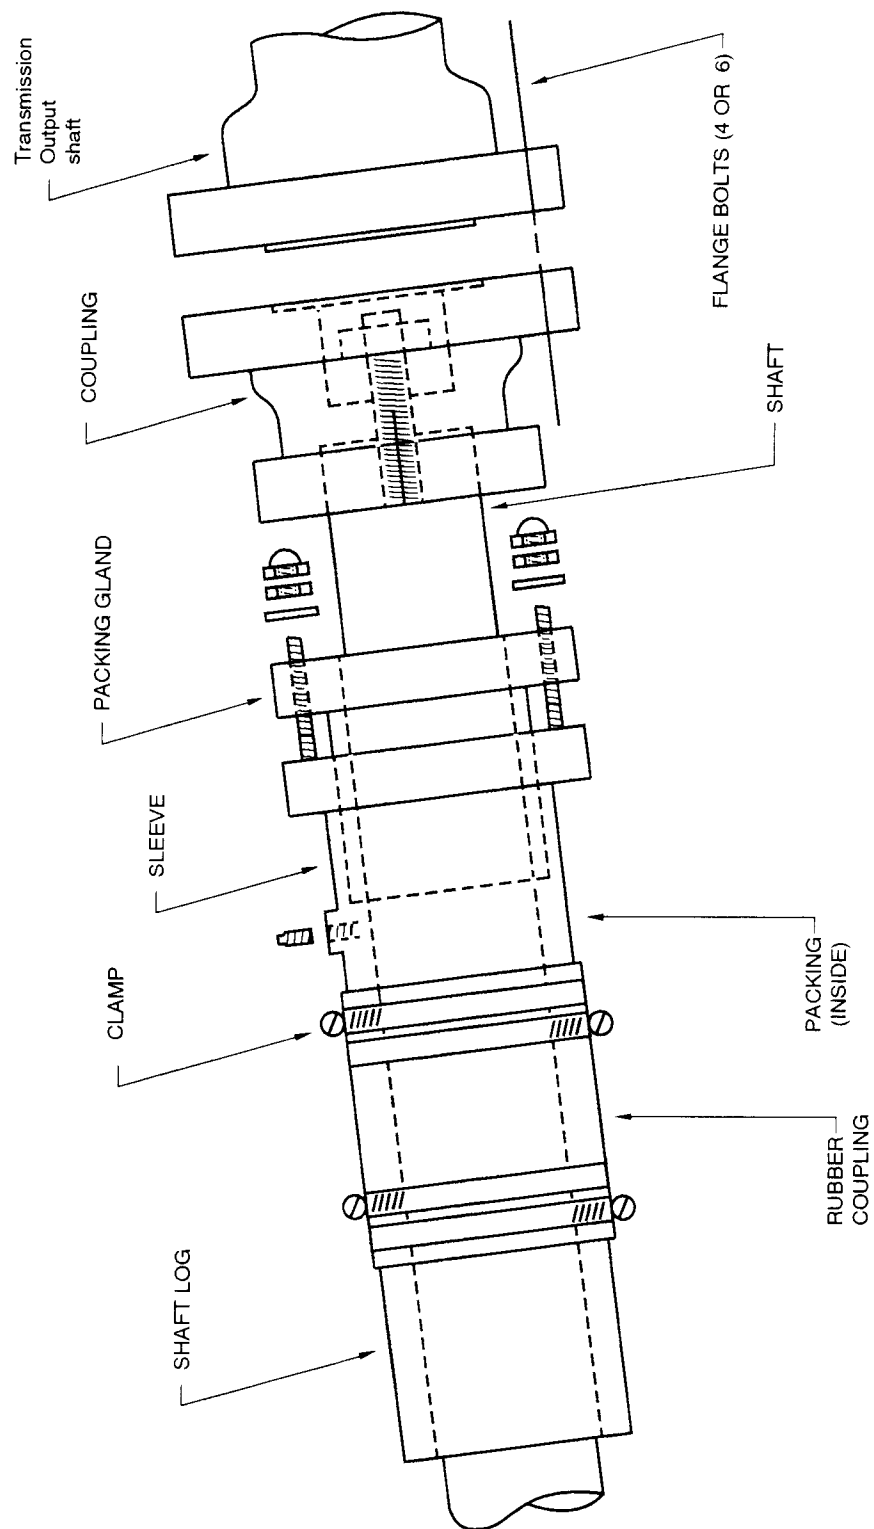 Transmission
Output
shaft
COUPLING
PACKING GLAND
SLEEVE
CLAMP
SHAFT LOG
FLANGE BOLTS (4 OR 6)
SHAFT
PACKING
(INSIDE)
RUBBER
COUPLING